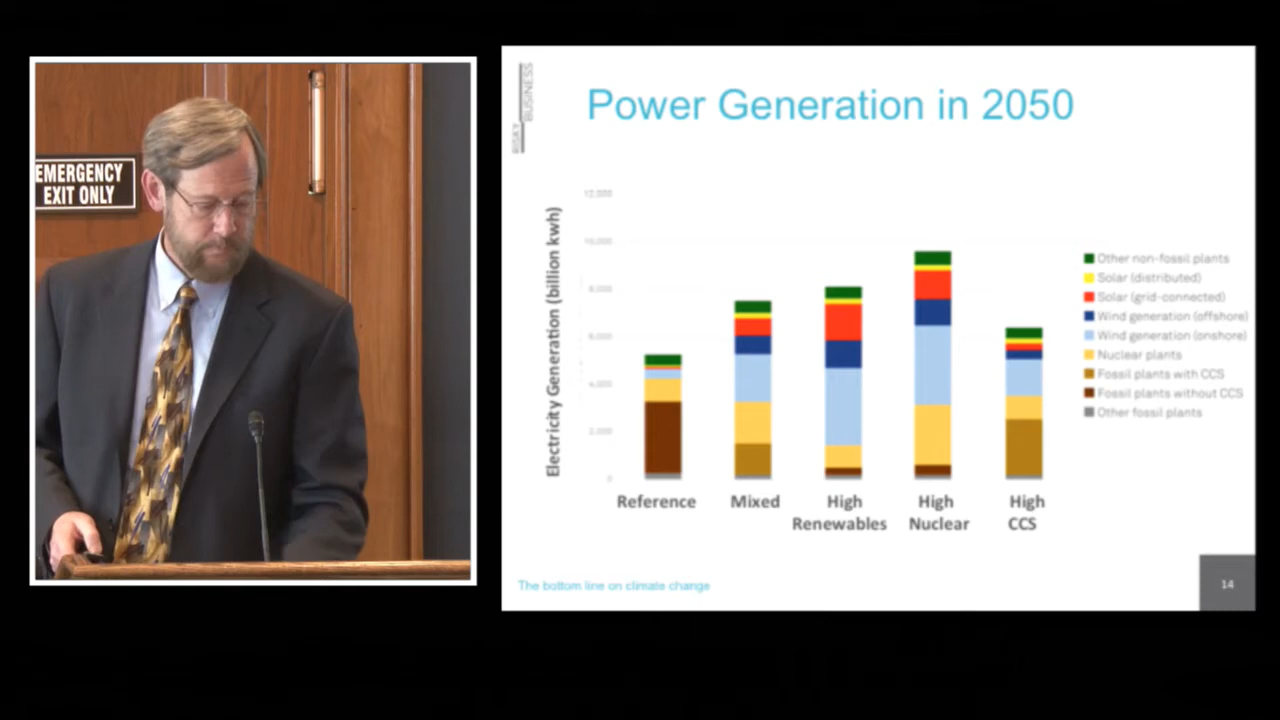 EMERGENCY
EXIT ONLY
RISKY
BUSINESS
Power Generation in 2050
Electricity Generation (billion kwh)
12,000
10,000
8,000
6,000
4,000
2,000
0
Reference
Mixed
High
Renewables
High
Nuclear
High
CCS
Other non-fossil plants
Solar (distributed)
Solar (grid-connected)
Wind generation (offshore)
Wind generation (onshore)
Nuclear plants
Fossil plants with CCS
Fossil plants without CCS
Other fossil plants
The bottom line on climate change
14